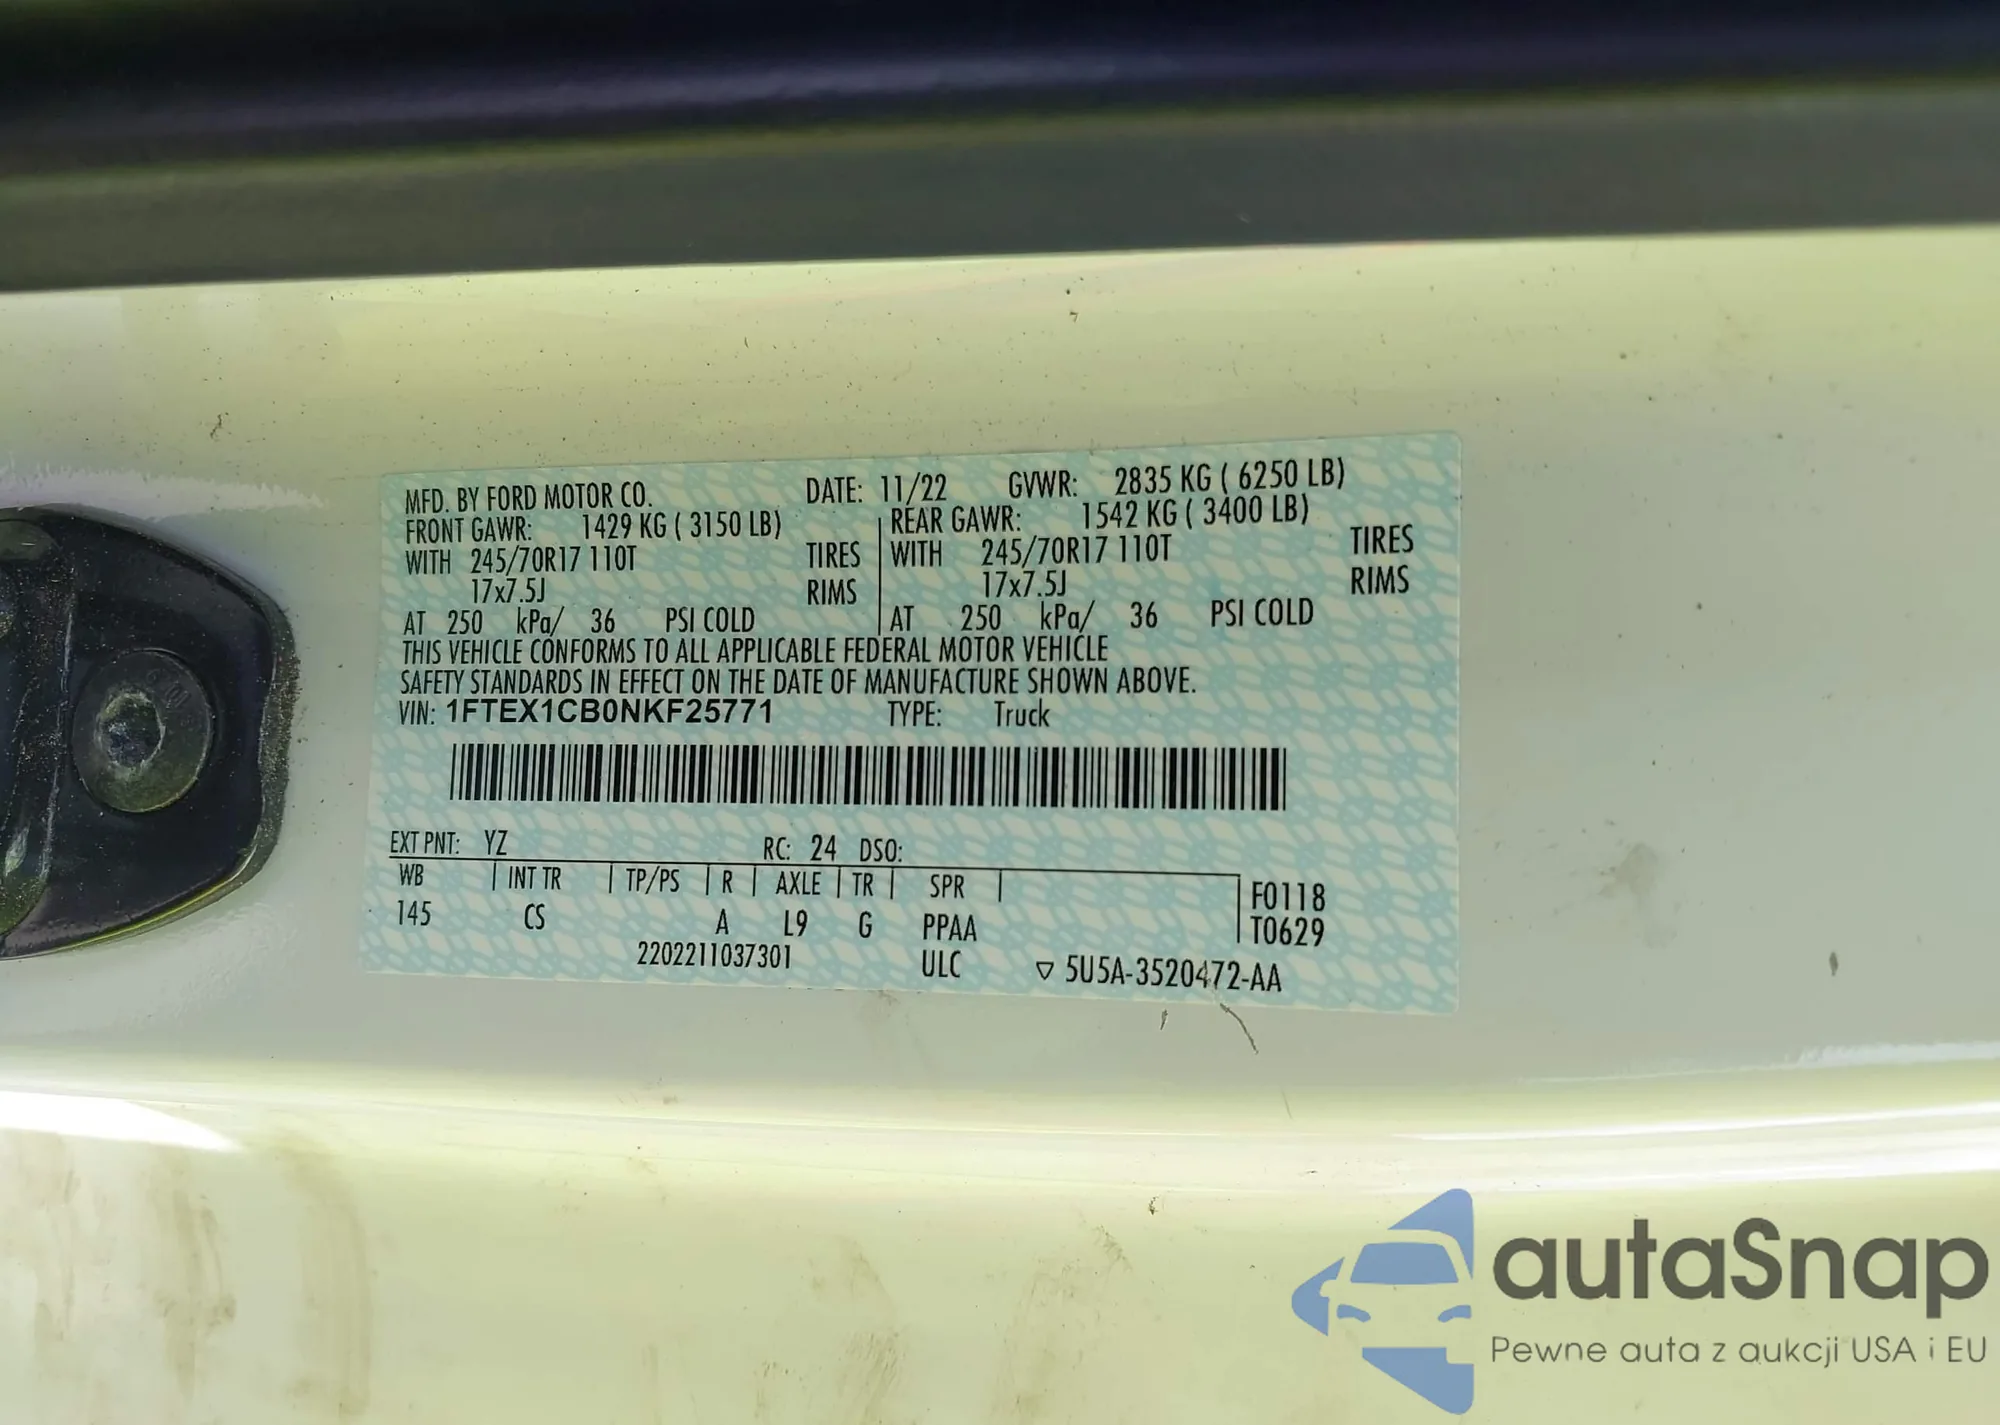 MFD. BY FORD MOTOR CO. DATE: 11/22 GVWR: 2835 KG ( 6250 LB)
FRONT GAWR: 1429 KG ( 3150 LB) REAR GAWR: 1542 KG ( 3400 LB)
WITH 245/70R17 110T TIRES WITH 245/70R17 110T TIRES
17x7.5J RIMS 17x7.5J RIMS
AT 250 kPa/ 36 PSI COLD AT 250 kPa/ 36 PSI COLD
THIS VEHICLE CONFORMS TO ALL APPLICABLE FEDERAL MOTOR VEHICLE
SAFETY STANDARDS IN EFFECT ON THE DATE OF MANUFACTURE SHOWN ABOVE.
VIN: 1FTEX1CB0NKF25771 TYPE: Truck
EXT PNT: YZ RC: 24 DSO:
WB INT TR TP/PS R AXLE TR SPR F0118
145 CS A L9 G PPAA T0629
2202211037301 ULC ▽ 5U5A-3520472-AA
autaSnap
Pewne auta z aukcji USA i EU